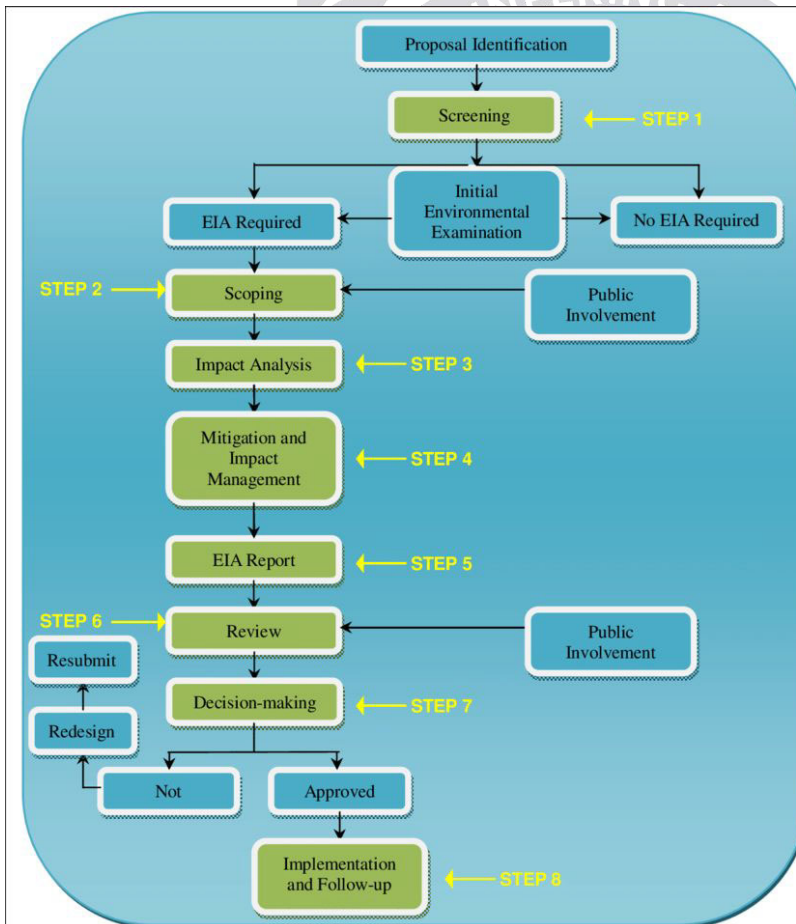 Proposal Identification
Screening
STEP 1
EIA Required
Initial
Environmental
Examination
No EIA Required
STEP 2
Scoping
Public
Involvement
Impact Analysis
STEP 3
Mitigation and
Impact
Management
STEP 4
EIA Report
STEP 5
STEP 6
Review
Public
Involvement
Resubmit
Decision-making
STEP 7
Redesign
Not
Approved
Implementation
and Follow-up
STEP 8